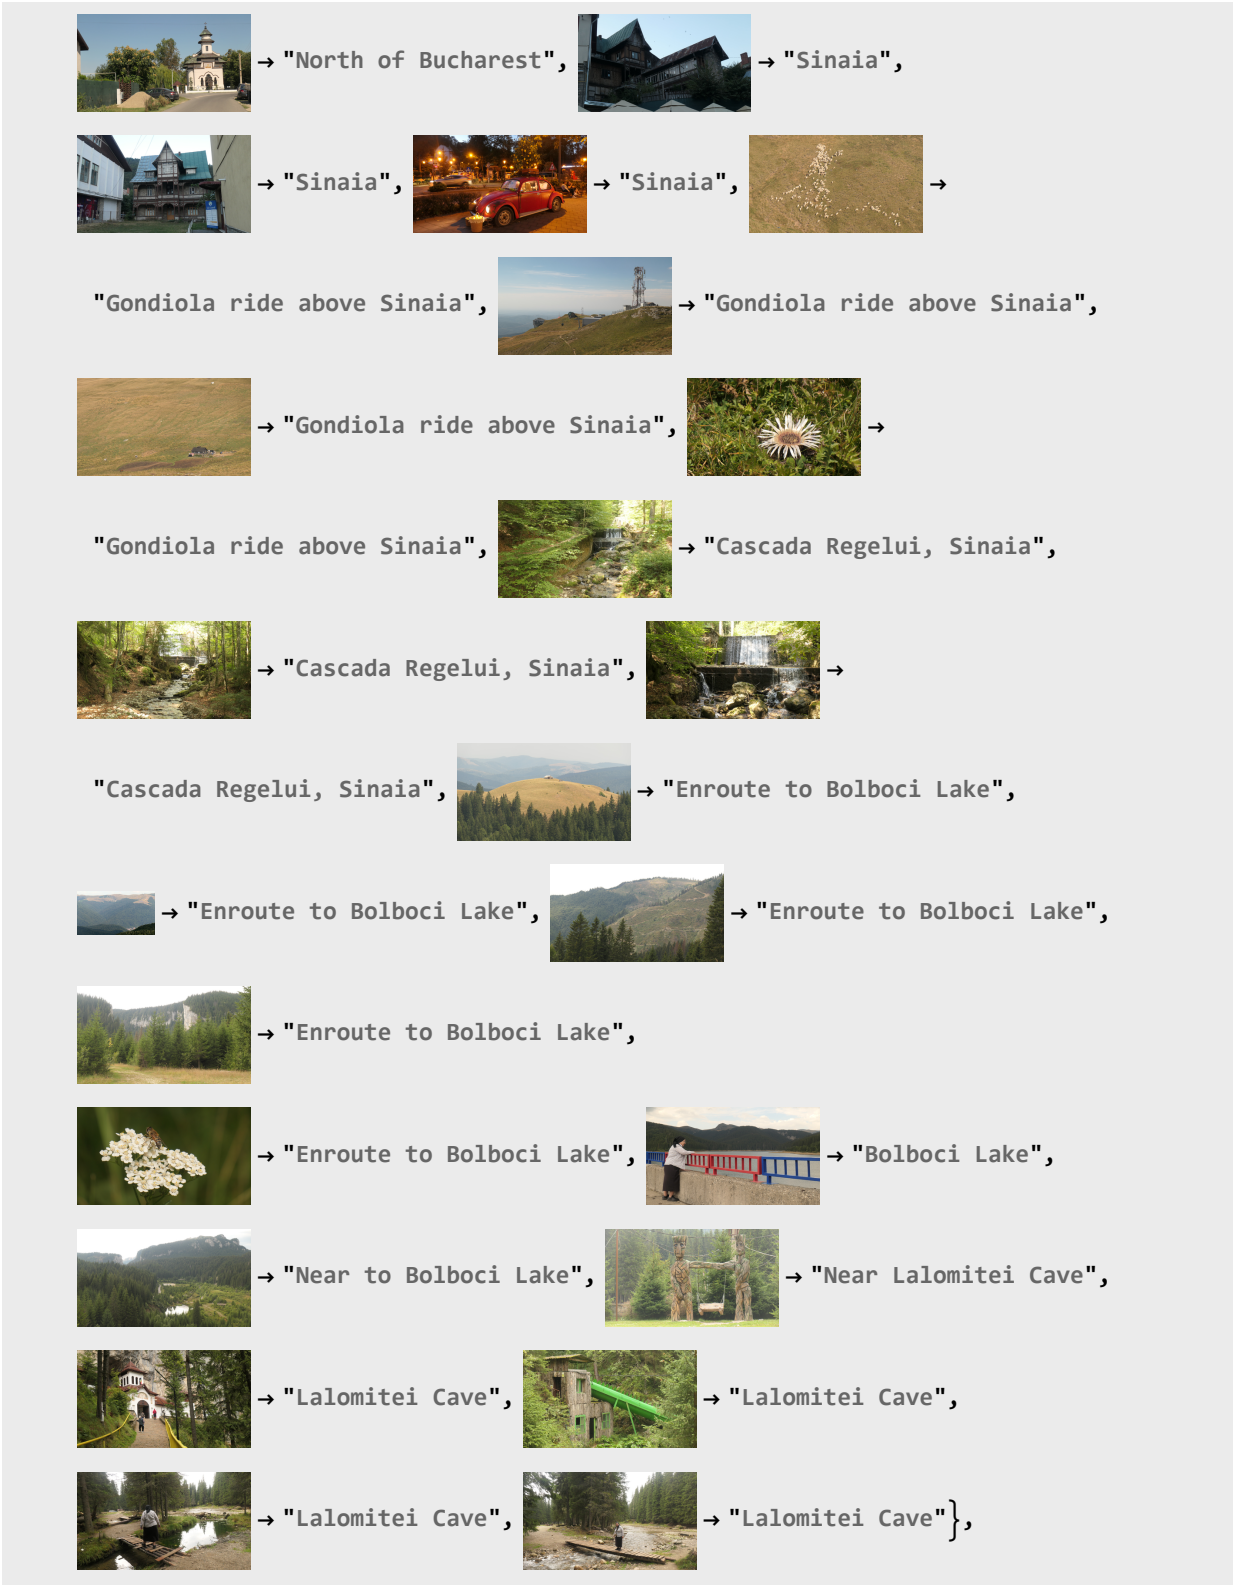 → "North of Bucharest", → "Sinaia",
→ "Sinaia", → "Sinaia", →
"Gondiola ride above Sinaia", → "Gondiola ride above Sinaia",
→ "Gondiola ride above Sinaia", →
"Gondiola ride above Sinaia", → "Cascada Regelui, Sinaia",
→ "Cascada Regelui, Sinaia", →
"Cascada Regelui, Sinaia", → "Enroute to Bolboci Lake",
→ "Enroute to Bolboci Lake", → "Enroute to Bolboci Lake",
→ "Enroute to Bolboci Lake",
→ "Enroute to Bolboci Lake", → "Bolboci Lake",
→ "Near to Bolboci Lake", → "Near Lalomitei Cave",
→ "Lalomitei Cave", → "Lalomitei Cave",
→ "Lalomitei Cave", → "Lalomitei Cave"},